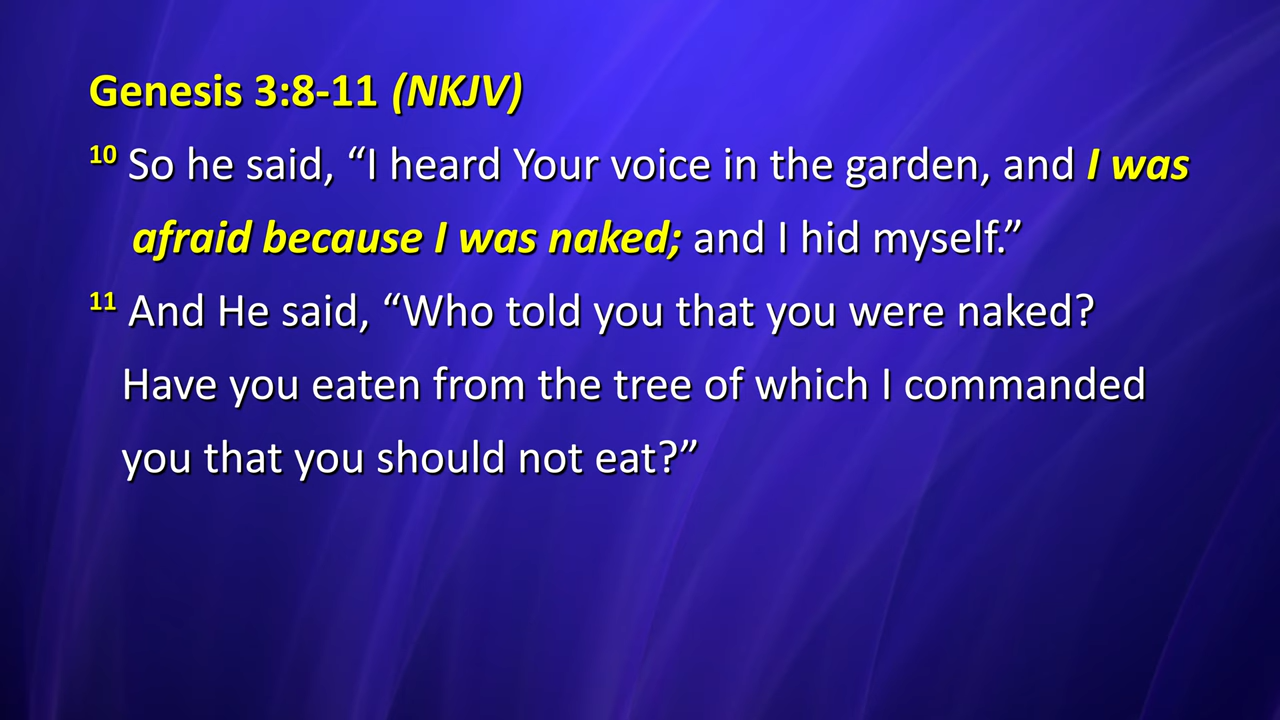 Genesis 3:8-11 (NKJV)
10 So he said, “I heard Your voice in the garden, and I was
afraid because I was naked; and I hid myself.”
11 And He said, “Who told you that you were naked?
Have you eaten from the tree of which I commanded
you that you should not eat?”